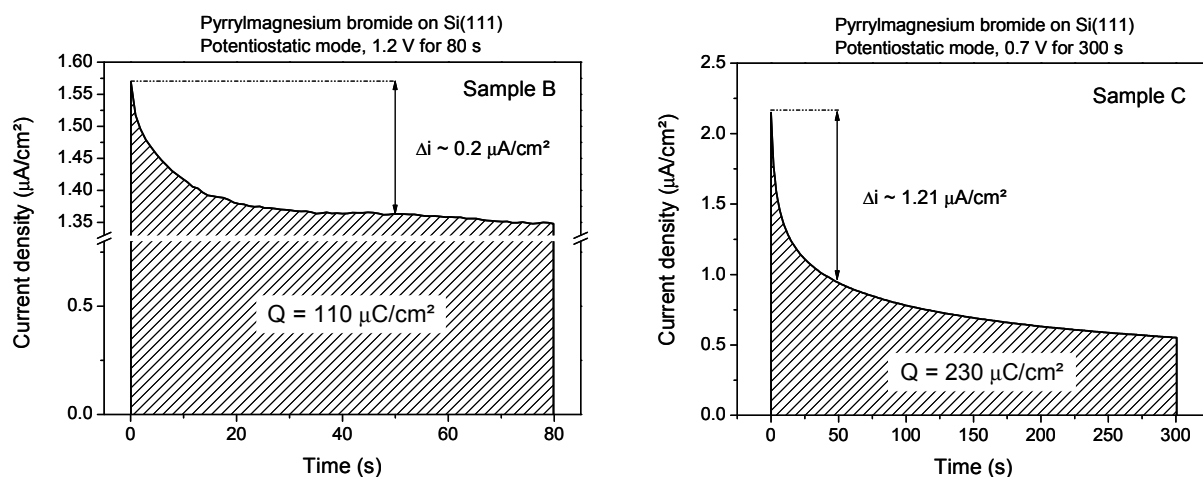 Pyrrylmagnesium bromide on Si(111)
Potentiostatic mode, 1.2 V for 80 s
1.60
1.55
1.50
1.45
1.40
1.35
0.5
0.0
Current density (µA/cm²)
Sample B
Δi ~ 0.2 µA/cm²
Q = 110 µC/cm²
0
20
40
60
80
Time (s)
Pyrrylmagnesium bromide on Si(111)
Potentiostatic mode, 0.7 V for 300 s
2.5
2.0
1.5
1.0
0.5
0.0
Current density (µA/cm²)
Sample C
Δi ~ 1.21 µA/cm²
Q = 230 µC/cm²
0
50
100
150
200
250
300
Time (s)